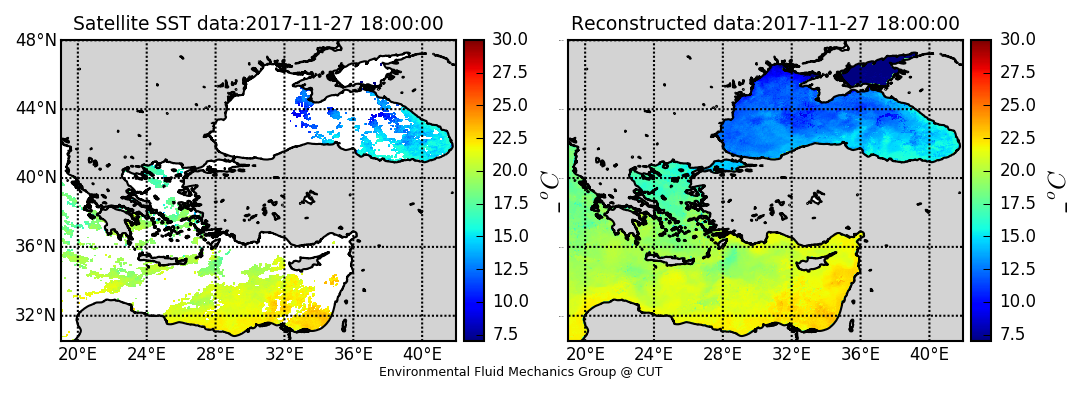 Satellite SST data:2017-11-27 18:00:00
48°N
44°N
40°N
36°N
32°N
20°E 24°E 28°E 32°E 36°E 40°E
30.0
27.5
25.0
22.5
20.0
17.5
15.0
12.5
10.0
7.5
_ °C
Reconstructed data:2017-11-27 18:00:00
20°E 24°E 28°E 32°E 36°E 40°E
30.0
27.5
25.0
22.5
20.0
17.5
15.0
12.5
10.0
7.5
_ °C
Environmental Fluid Mechanics Group @ CUT